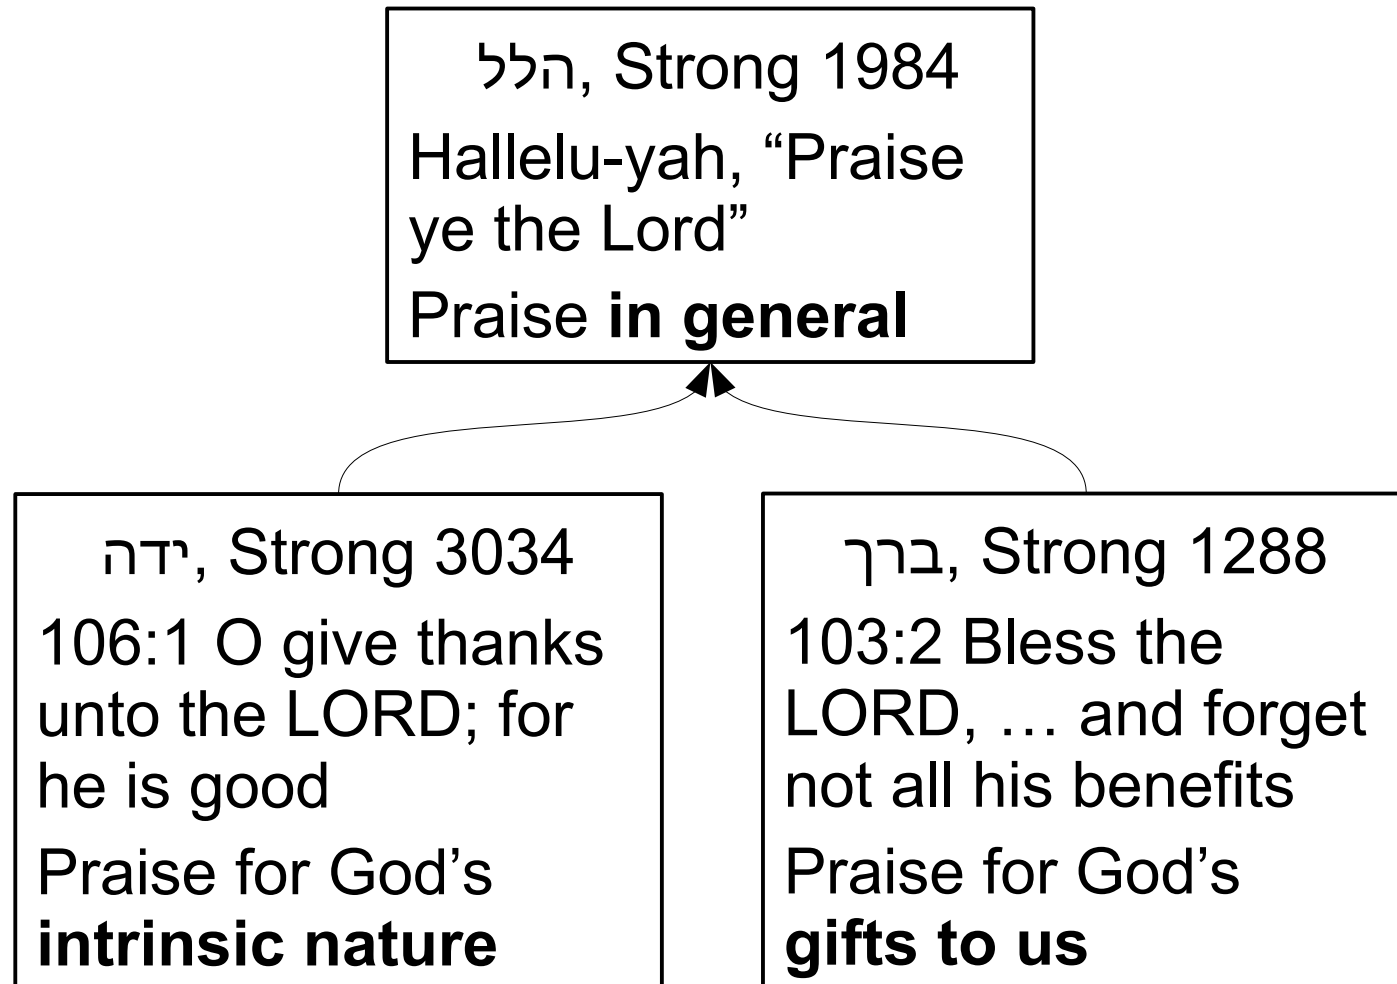 הלל, Strong 1984
Hallelu-yah, “Praise
ye the Lord”
Praise in general
ידה, Strong 3034
106:1 O give thanks
unto the LORD; for
he is good
Praise for God’s
intrinsic nature
ברך, Strong 1288
103:2 Bless the
LORD, … and forget
not all his benefits
Praise for God’s
gifts to us